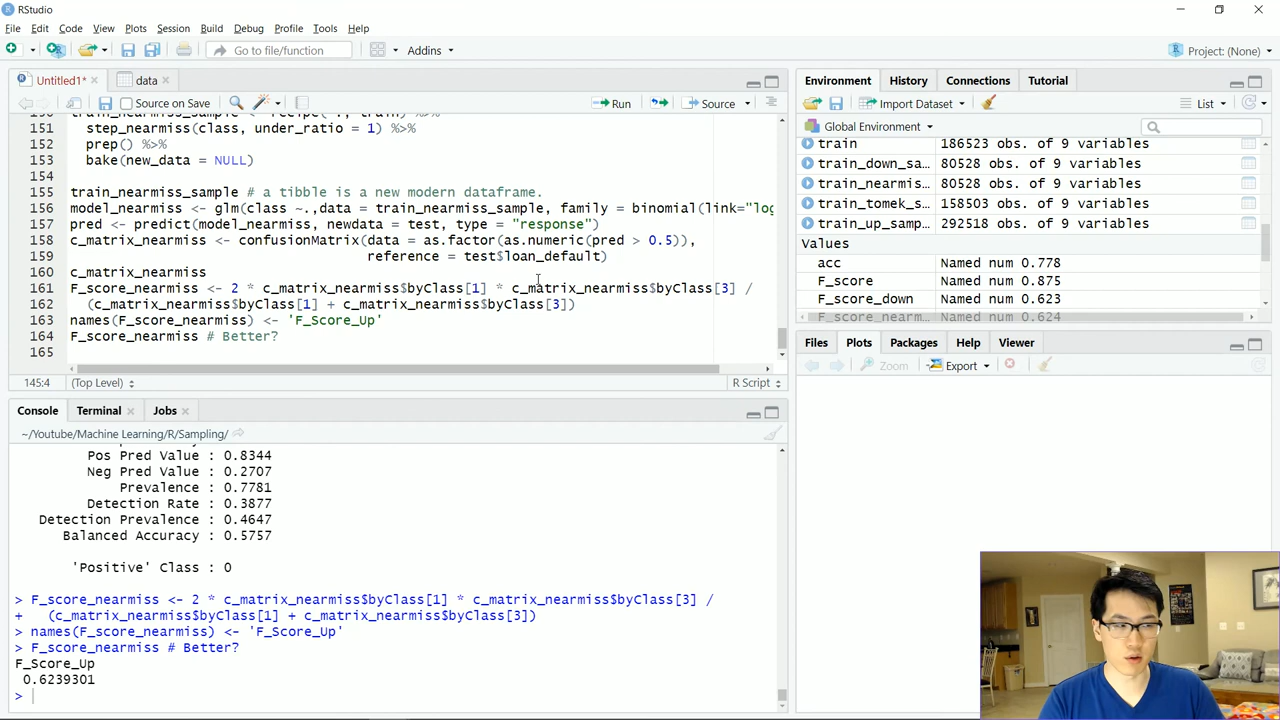 RStudio
File Edit Code View Plots Session Build Debug Profile Tools Help
Go to file/function Addins Project: (None)
Untitled1* data
Source on Save Run Source
151 step_nearmiss(class, under_ratio = 1) %>%
152 prep() %>%
153 bake(new_data = NULL)
154
155 train_nearmiss_sample # a tibble is a new modern dataframe.
156 model_nearmiss <- glm(class ~.,data = train_nearmiss_sample, family = binomial(link="log
157 pred <- predict(model_nearmiss, newdata = test, type = "response")
158 c_matrix_nearmiss <- confusionMatrix(data = as.factor(as.numeric(pred > 0.5)),
159 reference = test$loan_default)
160 c_matrix_nearmiss
161 F_score_nearmiss <- 2 * c_matrix_nearmiss$byClass[1] * c_matrix_nearmiss$byClass[3] /
162 (c_matrix_nearmiss$byClass[1] + c_matrix_nearmiss$byClass[3])
163 names(F_score_nearmiss) <- 'F_Score_Up'
164 F_score_nearmiss # Better?
165
145:4 (Top Level) R Script
Console Terminal Jobs
~/Youtube/Machine Learning/R/Sampling/
Pos Pred Value : 0.8344
Neg Pred Value : 0.2707
Prevalence : 0.7781
Detection Rate : 0.3877
Detection Prevalence : 0.4647
Balanced Accuracy : 0.5757
'Positive' Class : 0
> F_score_nearmiss <- 2 * c_matrix_nearmiss$byClass[1] * c_matrix_nearmiss$byClass[3] /
+ (c_matrix_nearmiss$byClass[1] + c_matrix_nearmiss$byClass[3])
> names(F_score_nearmiss) <- 'F_Score_Up'
> F_score_nearmiss # Better?
F_Score_Up
0.6239301
>
Environment History Connections Tutorial
Import Dataset List
Global Environment
train 186523 obs. of 9 variables
train_down_sa… 80528 obs. of 9 variables
train_nearmis… 80528 obs. of 9 variables
train_tomek_s… 158503 obs. of 9 variables
train_up_samp… 292518 obs. of 9 variables
Values
acc Named num 0.778
F_score Named num 0.875
F_score_down Named num 0.623
F_score_nearm… Named num 0.624
Files Plots Packages Help Viewer
Zoom Export